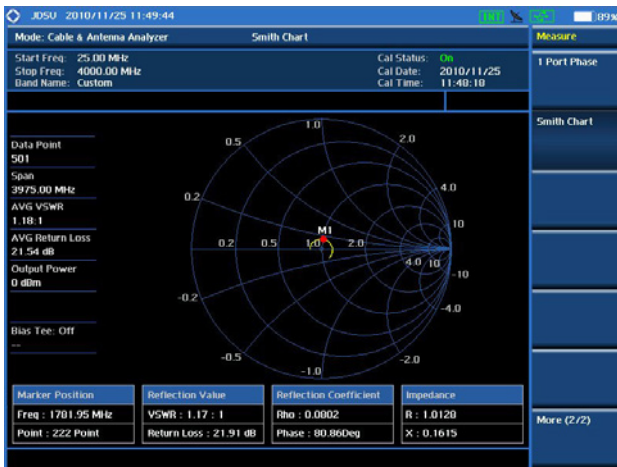 JDSU 2010/11/25 11:49:44
INT
89%
Mode: Cable & Antenna Analyzer Smith Chart
Measure
Start Freq: 25.00 MHz
Stop Freq: 4000.00 MHz
Band Name: Custom
Cal Status: On
Cal Date: 2010/11/25
Cal Time: 11:48:18
1 Port Phase
Smith Chart
More (2/2)
Data Point
501
Span
3975.00 MHz
AVG VSWR
1.18:1
AVG Return Loss
21.54 dB
Output Power
0 dBm
Bias Tee: Off
--
1.0
0.5
2.0
0.2
4.0
10
M1
0.2 0.5 1.0 2.0
4.0 10
-10
-0.2
-4.0
-0.5
-2.0
-1.0
Marker Position
Freq : 1781.95 MHz
Point : 222 Point
Reflection Value
VSWR : 1.17 : 1
Return Loss : 21.91 dB
Reflection Coefficient
Rho : 0.0802
Phase : 80.86Deg
Impedance
R : 1.0128
X : 0.1615